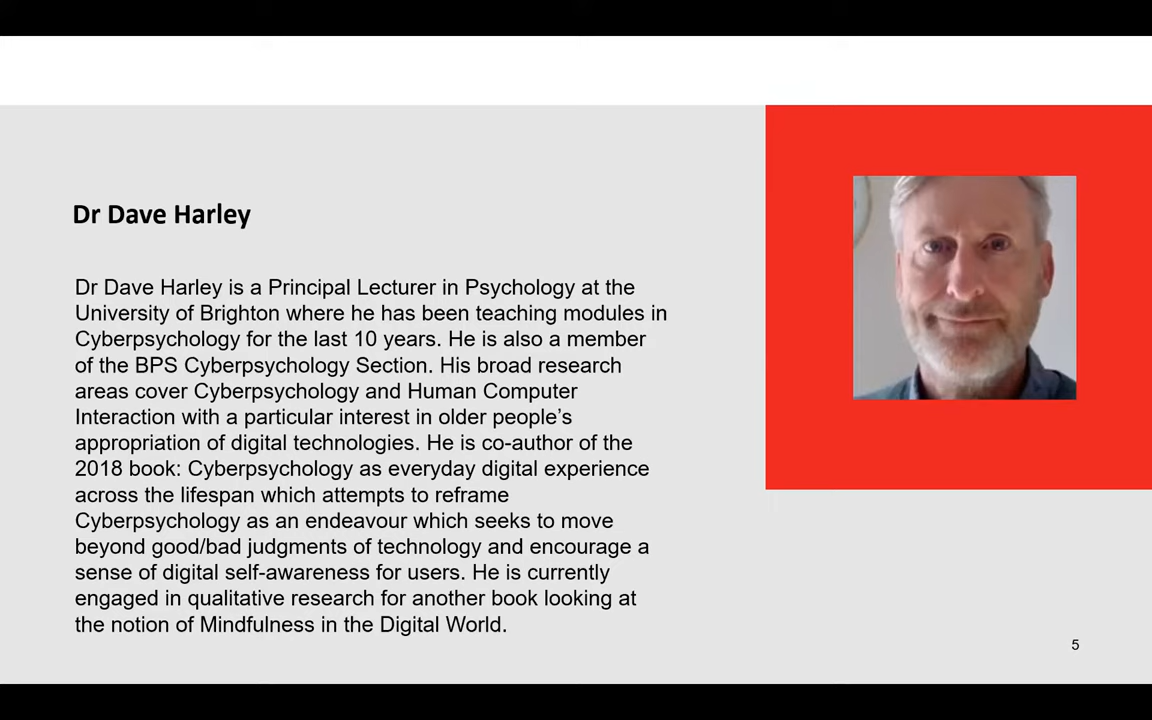 Dr Dave Harley
Dr Dave Harley is a Principal Lecturer in Psychology at the
University of Brighton where he has been teaching modules in
Cyberpsychology for the last 10 years. He is also a member
of the BPS Cyberpsychology Section. His broad research
areas cover Cyberpsychology and Human Computer
Interaction with a particular interest in older people’s
appropriation of digital technologies. He is co-author of the
2018 book: Cyberpsychology as everyday digital experience
across the lifespan which attempts to reframe
Cyberpsychology as an endeavour which seeks to move
beyond good/bad judgments of technology and encourage a
sense of digital self-awareness for users. He is currently
engaged in qualitative research for another book looking at
the notion of Mindfulness in the Digital World.
5